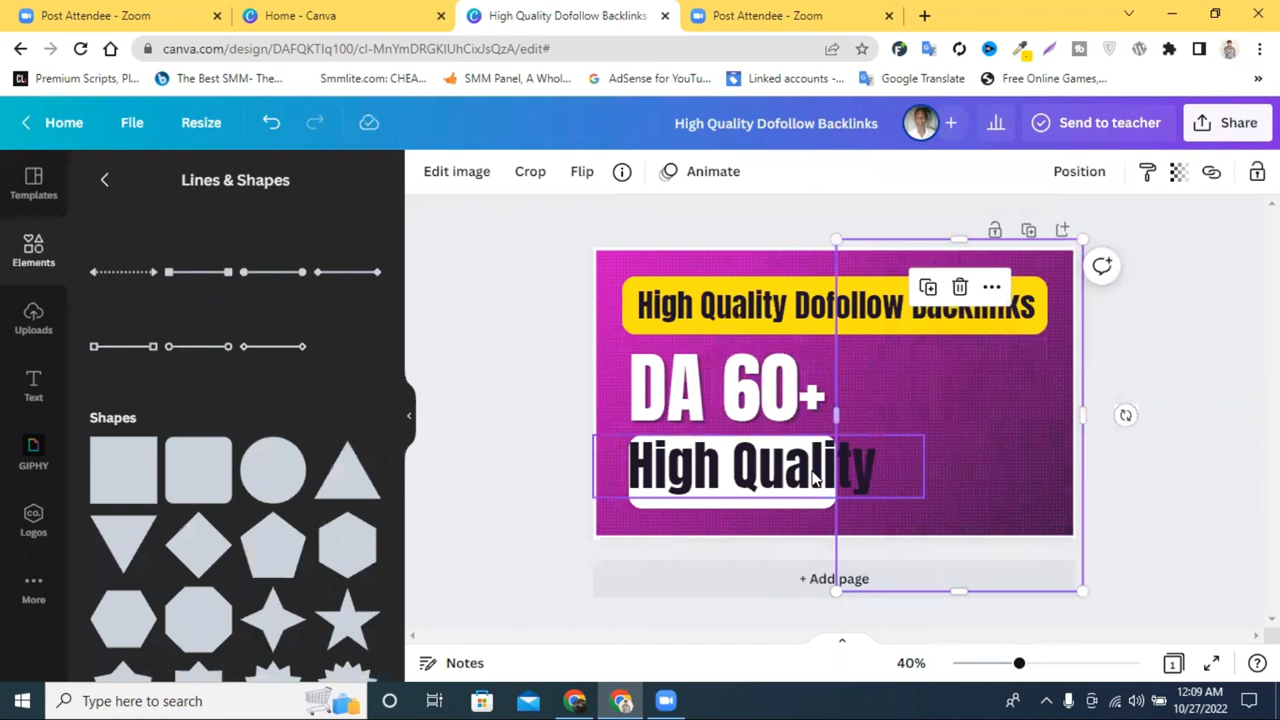 Post Attendee - Zoom
Home - Canva
High Quality Dofollow Backlinks
Post Attendee - Zoom
canva.com/design/DAFQKTIq100/cI-MnYmDRGKIUhCixJsQzA/edit#
Premium Scripts, Pl...
The Best SMM- The...
Smmlite.com: CHEA...
SMM Panel, A Whol...
AdSense for YouTu...
Linked accounts -...
Google Translate
Free Online Games,...
»
Home
File
Resize
High Quality Dofollow Backlinks
Send to teacher
Share
Templates
Elements
Uploads
Text
GIPHY
CO.
Logos
More
Lines & Shapes
Shapes
Edit image
Crop
Flip
Animate
Position
High Quality Dofollow Backlinks
DA 60+
High Quality
+ Add page
Notes
40%
1
Type here to search
12:09 AM
10/27/2022